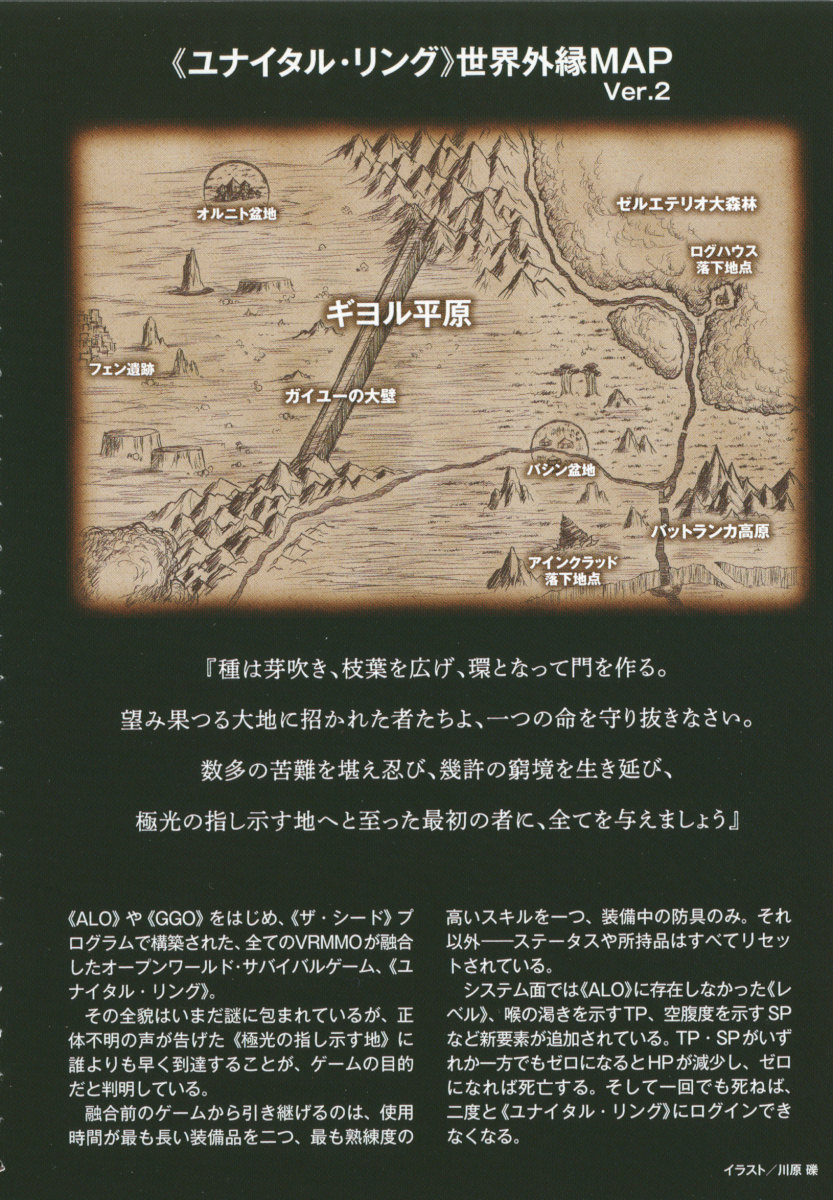 《ユナイタル・リング》世界外縁MAP
Ver.2
オルニト盆地
ゼルエテリオ大森林
ログハウス
落下地点
ギヨル平原
フェン遺跡
ガイユーの大壁
バシン盆地
バットランカ高原
アインクラッド
落下地点
『種は芽吹き、枝葉を広げ、環となって門を作る。
望み果つる大地に招かれた者たちよ、一つの命を守り抜きなさい。
数多の苦難を堪え忍び、幾許の窮境を生き延び、
極光の指し示す地へと至った最初の者に、全てを与えましょう』
《ALO》や《GGO》をはじめ、《ザ・シード》プ
ログラムで構築された、全てのVRMMOが融合
したオープンワールド・サバイバルゲーム、《ユ
ナイタル・リング》。
その全貌はいまだ謎に包まれているが、正
体不明の声が告げた《極光の指し示す地》に
誰よりも早く到達することが、ゲームの目的
だと判明している。
融合前のゲームから引き継げるのは、使用
時間が最も長い装備品を二つ、最も熟練度の
高いスキルを一つ、装備中の防具のみ。それ
以外――ステータスや所持品はすべてリセッ
トされている。
システム面では《ALO》に存在しなかった《レ
ベル》、喉の渇きを示すTP、空腹度を示すSP
など新要素が追加されている。TP・SPがいず
れか一方でもゼロになるとHPが減少し、ゼロ
になれば死亡する。そして一回でも死ねば、
二度と《ユナイタル・リング》にログインでき
なくなる。
イラスト／川原 礫